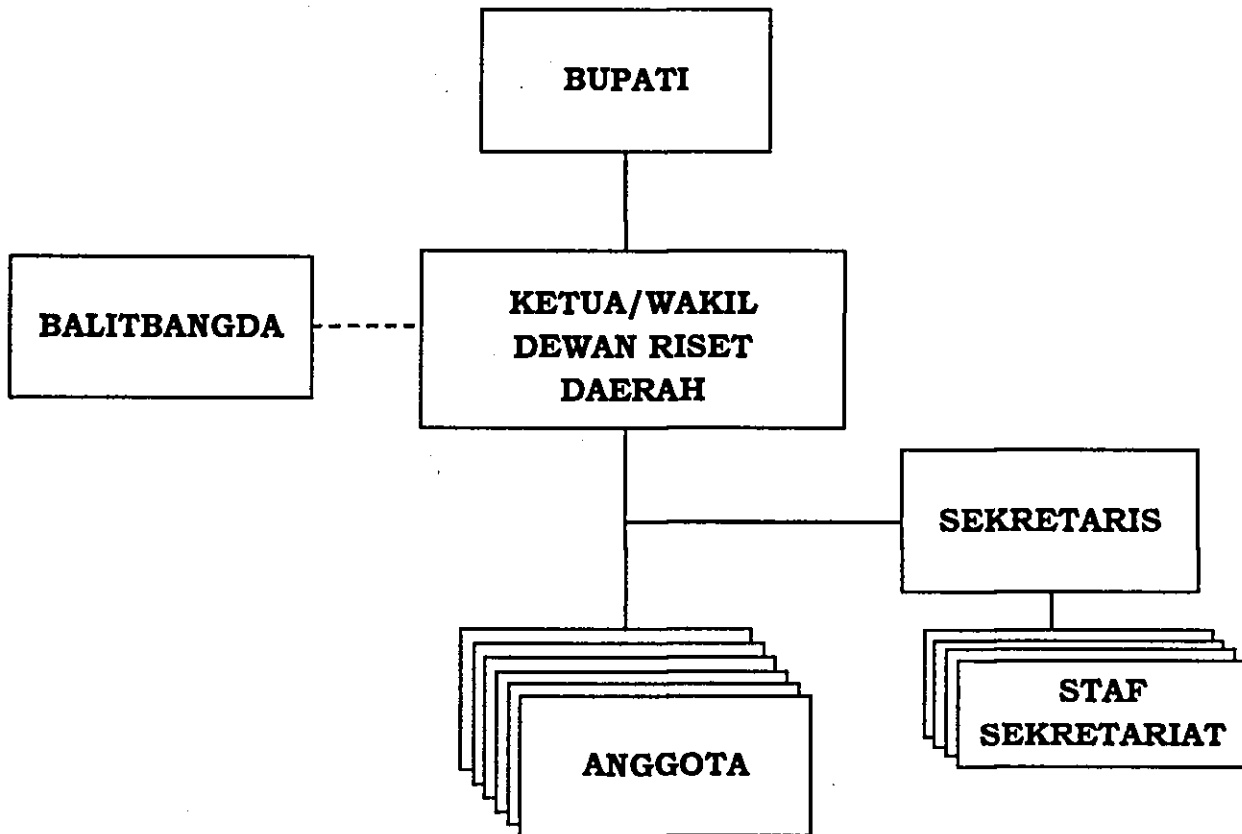 BUPATI
BALITBANGDA
KETUA/WAKIL
DEWAN RISET
DAERAH
SEKRETARIS
STAF
SEKRETARIAT
ANGGOTA